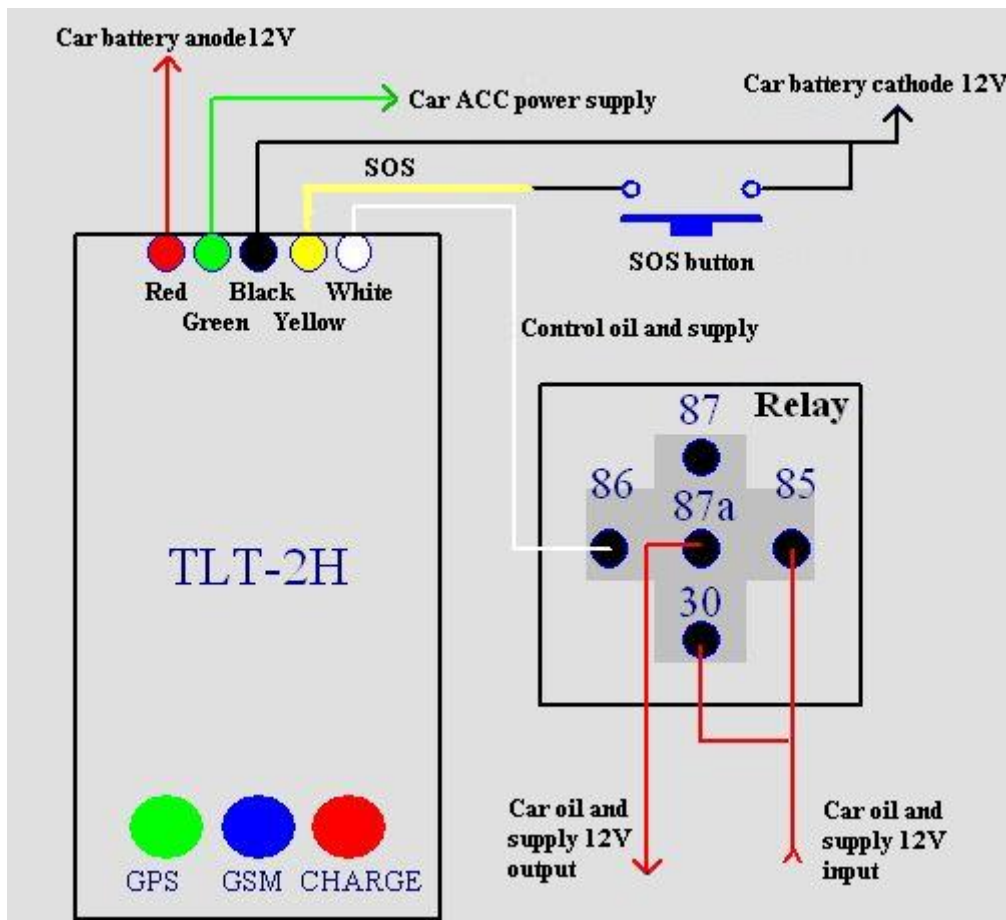 Car battery anode12V
Car ACC power supply
Car battery cathode 12V
SOS
SOS button
Red
Black
White
Green
Yellow
Control oil and supply
Relay
87
86
87a
85
30
TLT-2H
Car oil and
supply 12V
output
Car oil and
supply 12V
input
GPS
GSM
CHARGE